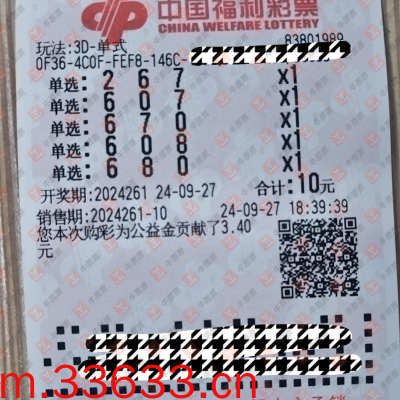 中国福利彩票
CHINA WELFARE LOTTERY
玩法:3D-单式 83801989
0F36-4C0F-FEF8-146C-
单选: 2 6 7 X1
单选: 6 0 7 X1
单选: 6 7 0 X1
单选: 6 0 8 X1
单选: 6 8 0 X1
开奖期:2024261 24-09-27 合计:10元
销售期:2024261-10 24-09-27 18:39:39
您本次购彩为公益金贡献了3.40
元
m.33633.cn